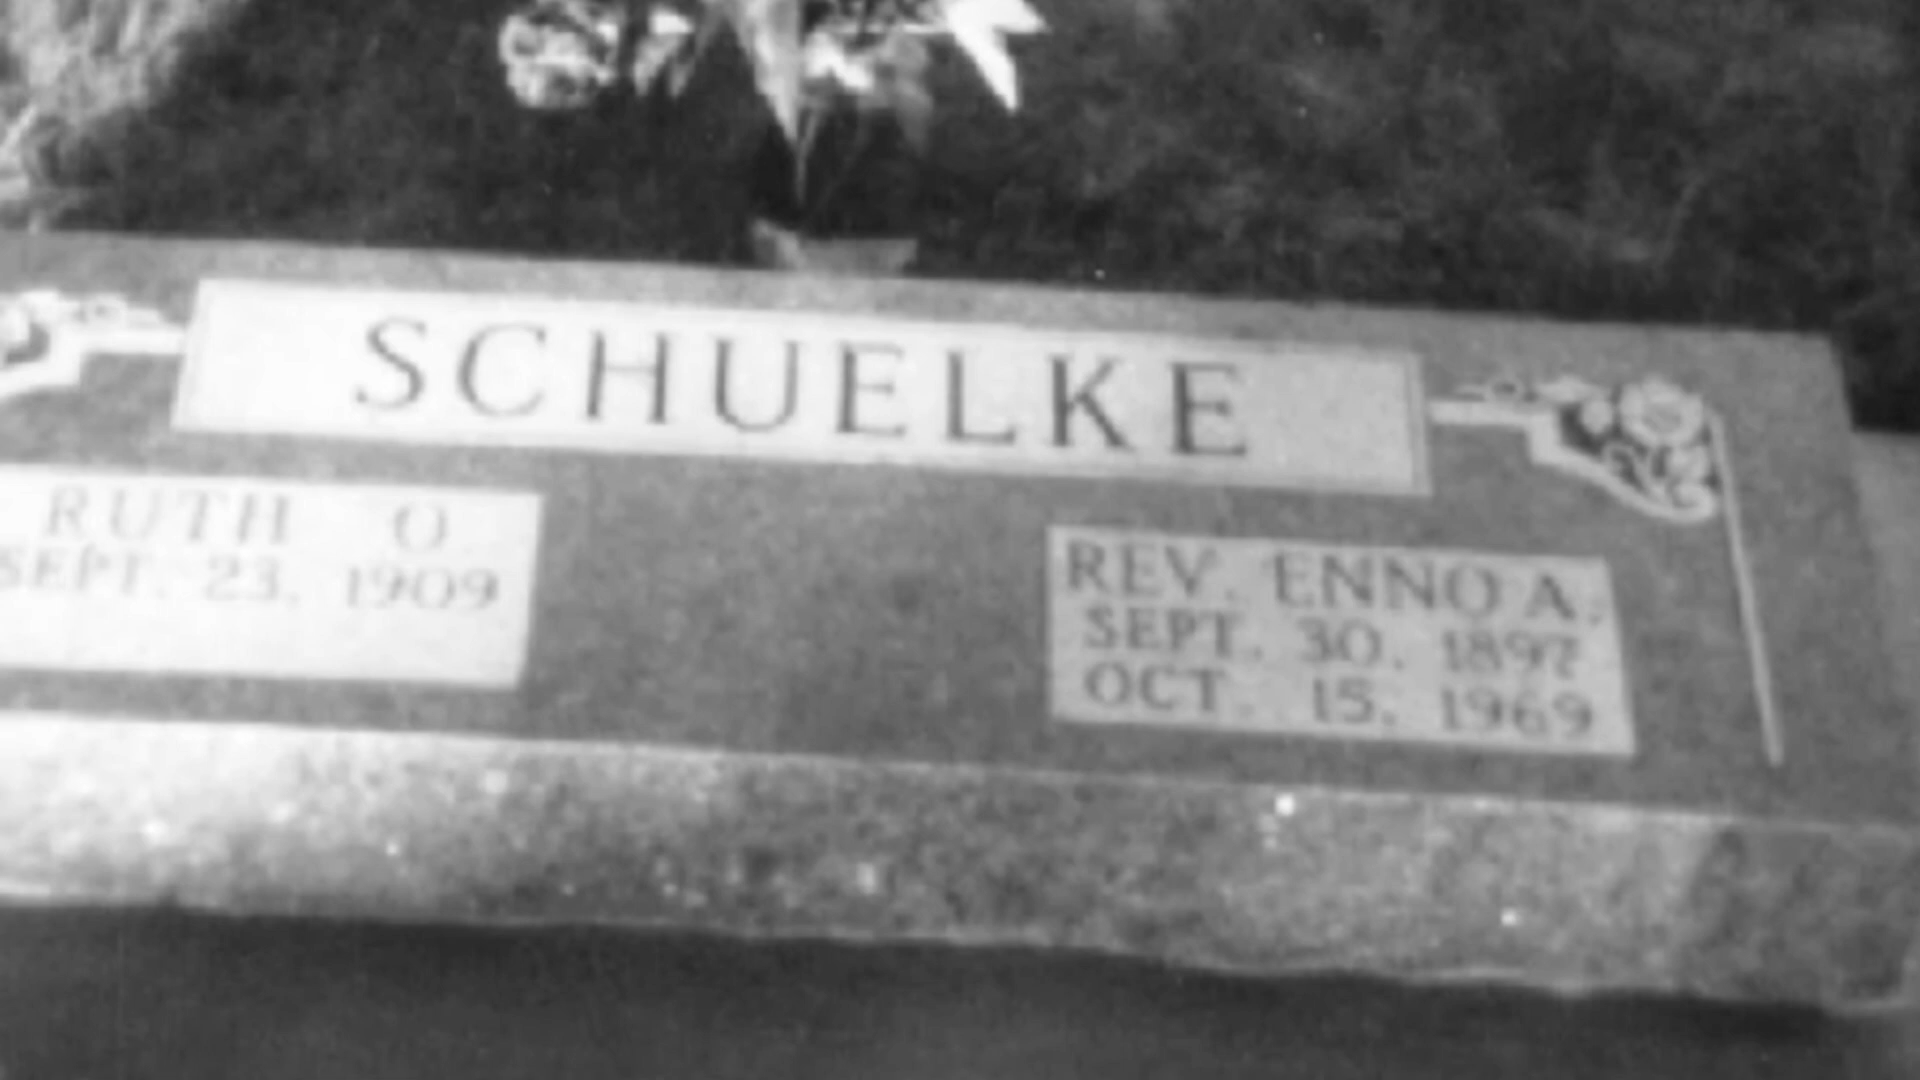 SCHUELKE
RUTH O
SEPT. 23. 1909
REV. ENNO A.
SEPT. 30. 1897
OCT. 15. 1969